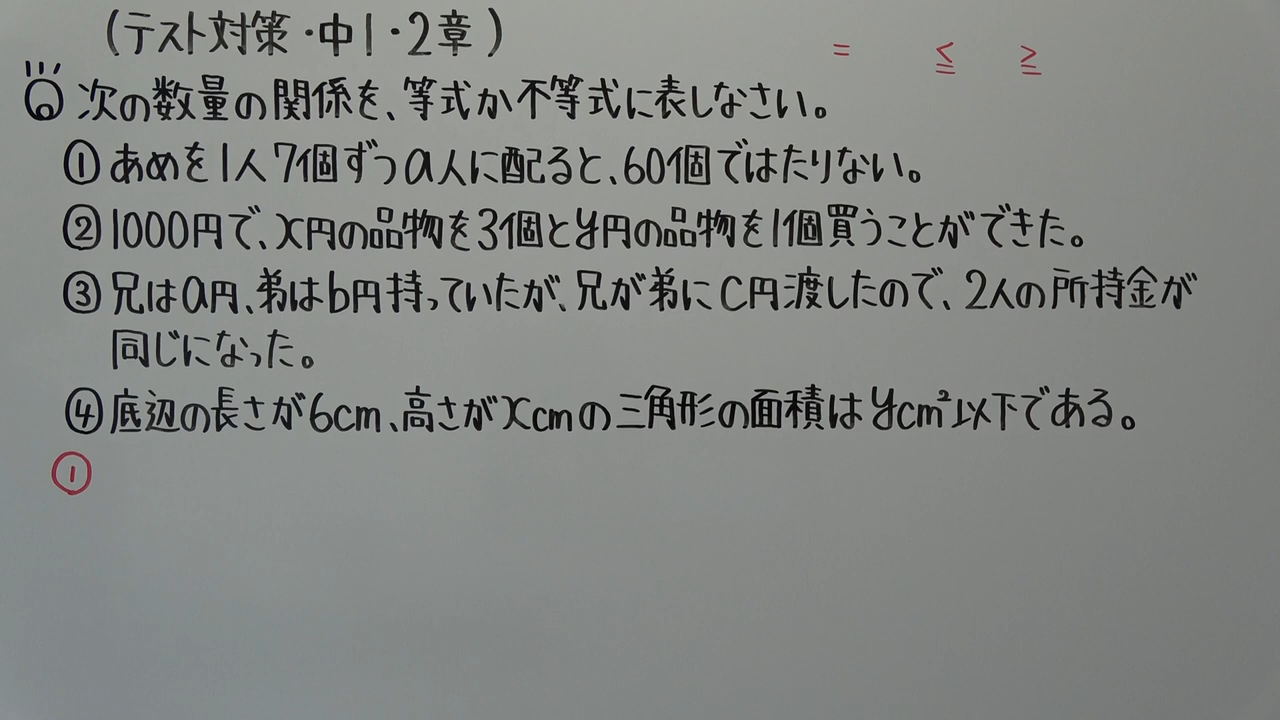 (テスト対策・中1・2章)
= ≦ ≧
次の数量の関係を、等式か不等式に表しなさい。
① あめを1人7個ずつa人に配ると、60個ではたりない。
② 1000円で、x円の品物を3個とy円の品物を1個買うことができた。
③ 兄はa円、弟はb円持っていたが、兄が弟にc円渡したので、2人の所持金が
同じになった。
④ 底辺の長さが6cm、高さがxcmの三角形の面積はycm²以下である。
①